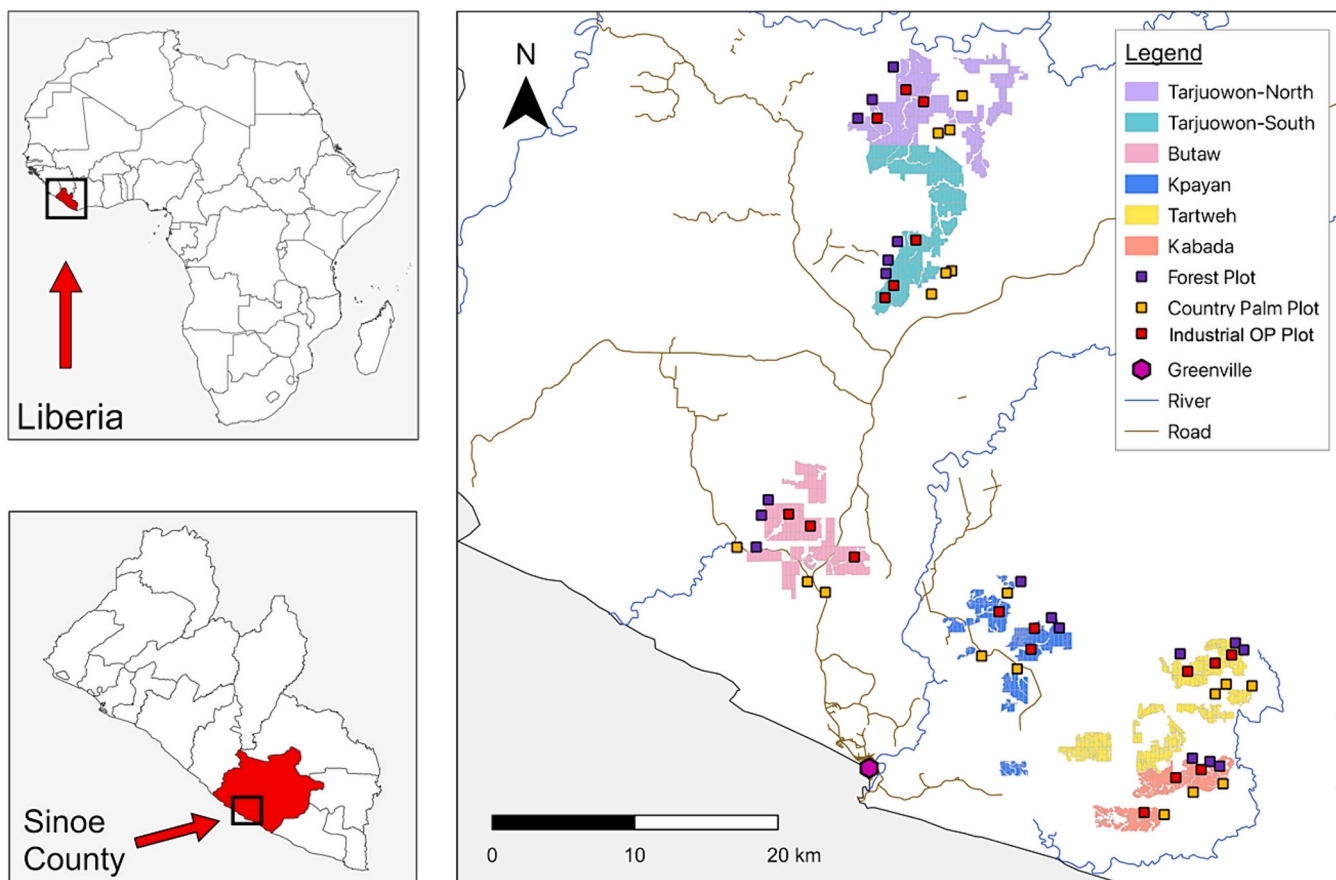 Liberia
Sinoe
County
N
Legend
Tarjuowon-North
Tarjuowon-South
Butaw
Kpayan
Tartweh
Kabada
Forest Plot
Country Palm Plot
Industrial OP Plot
Greenville
River
Road
0 10 20 km